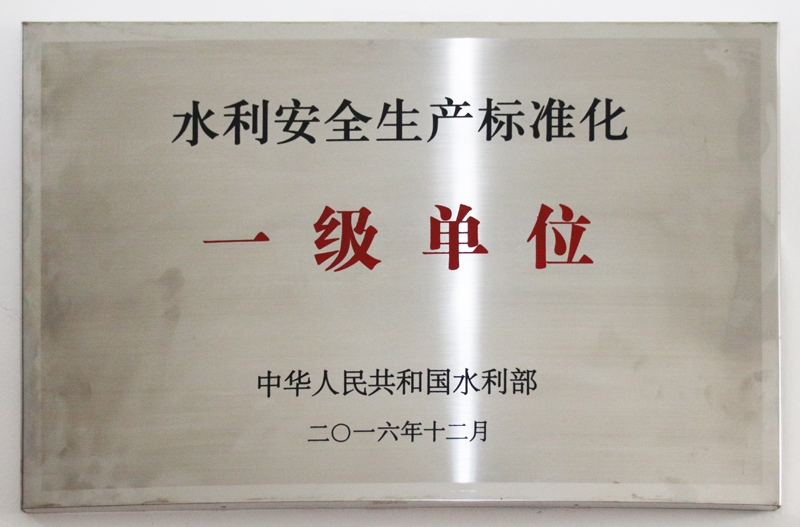 水利安全生产标准化
一级单位
中华人民共和国水利部
二〇一六年十二月